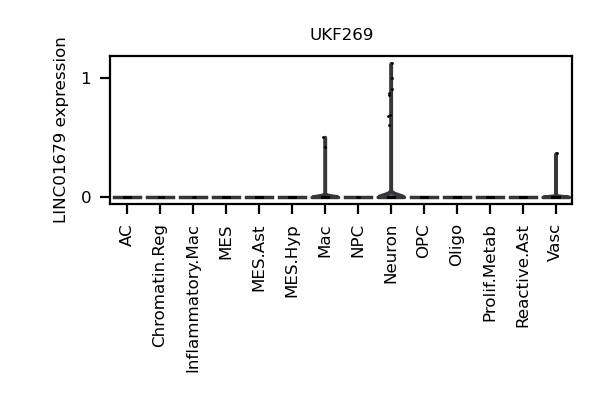 UKF269
LINC01679 expression
1
0
AC
Chromatin.Reg
Inflammatory.Mac
MES
MES.Ast
MES.Hyp
Mac
NPC
Neuron
OPC
Oligo
Prolif.Metab
Reactive.Ast
Vasc